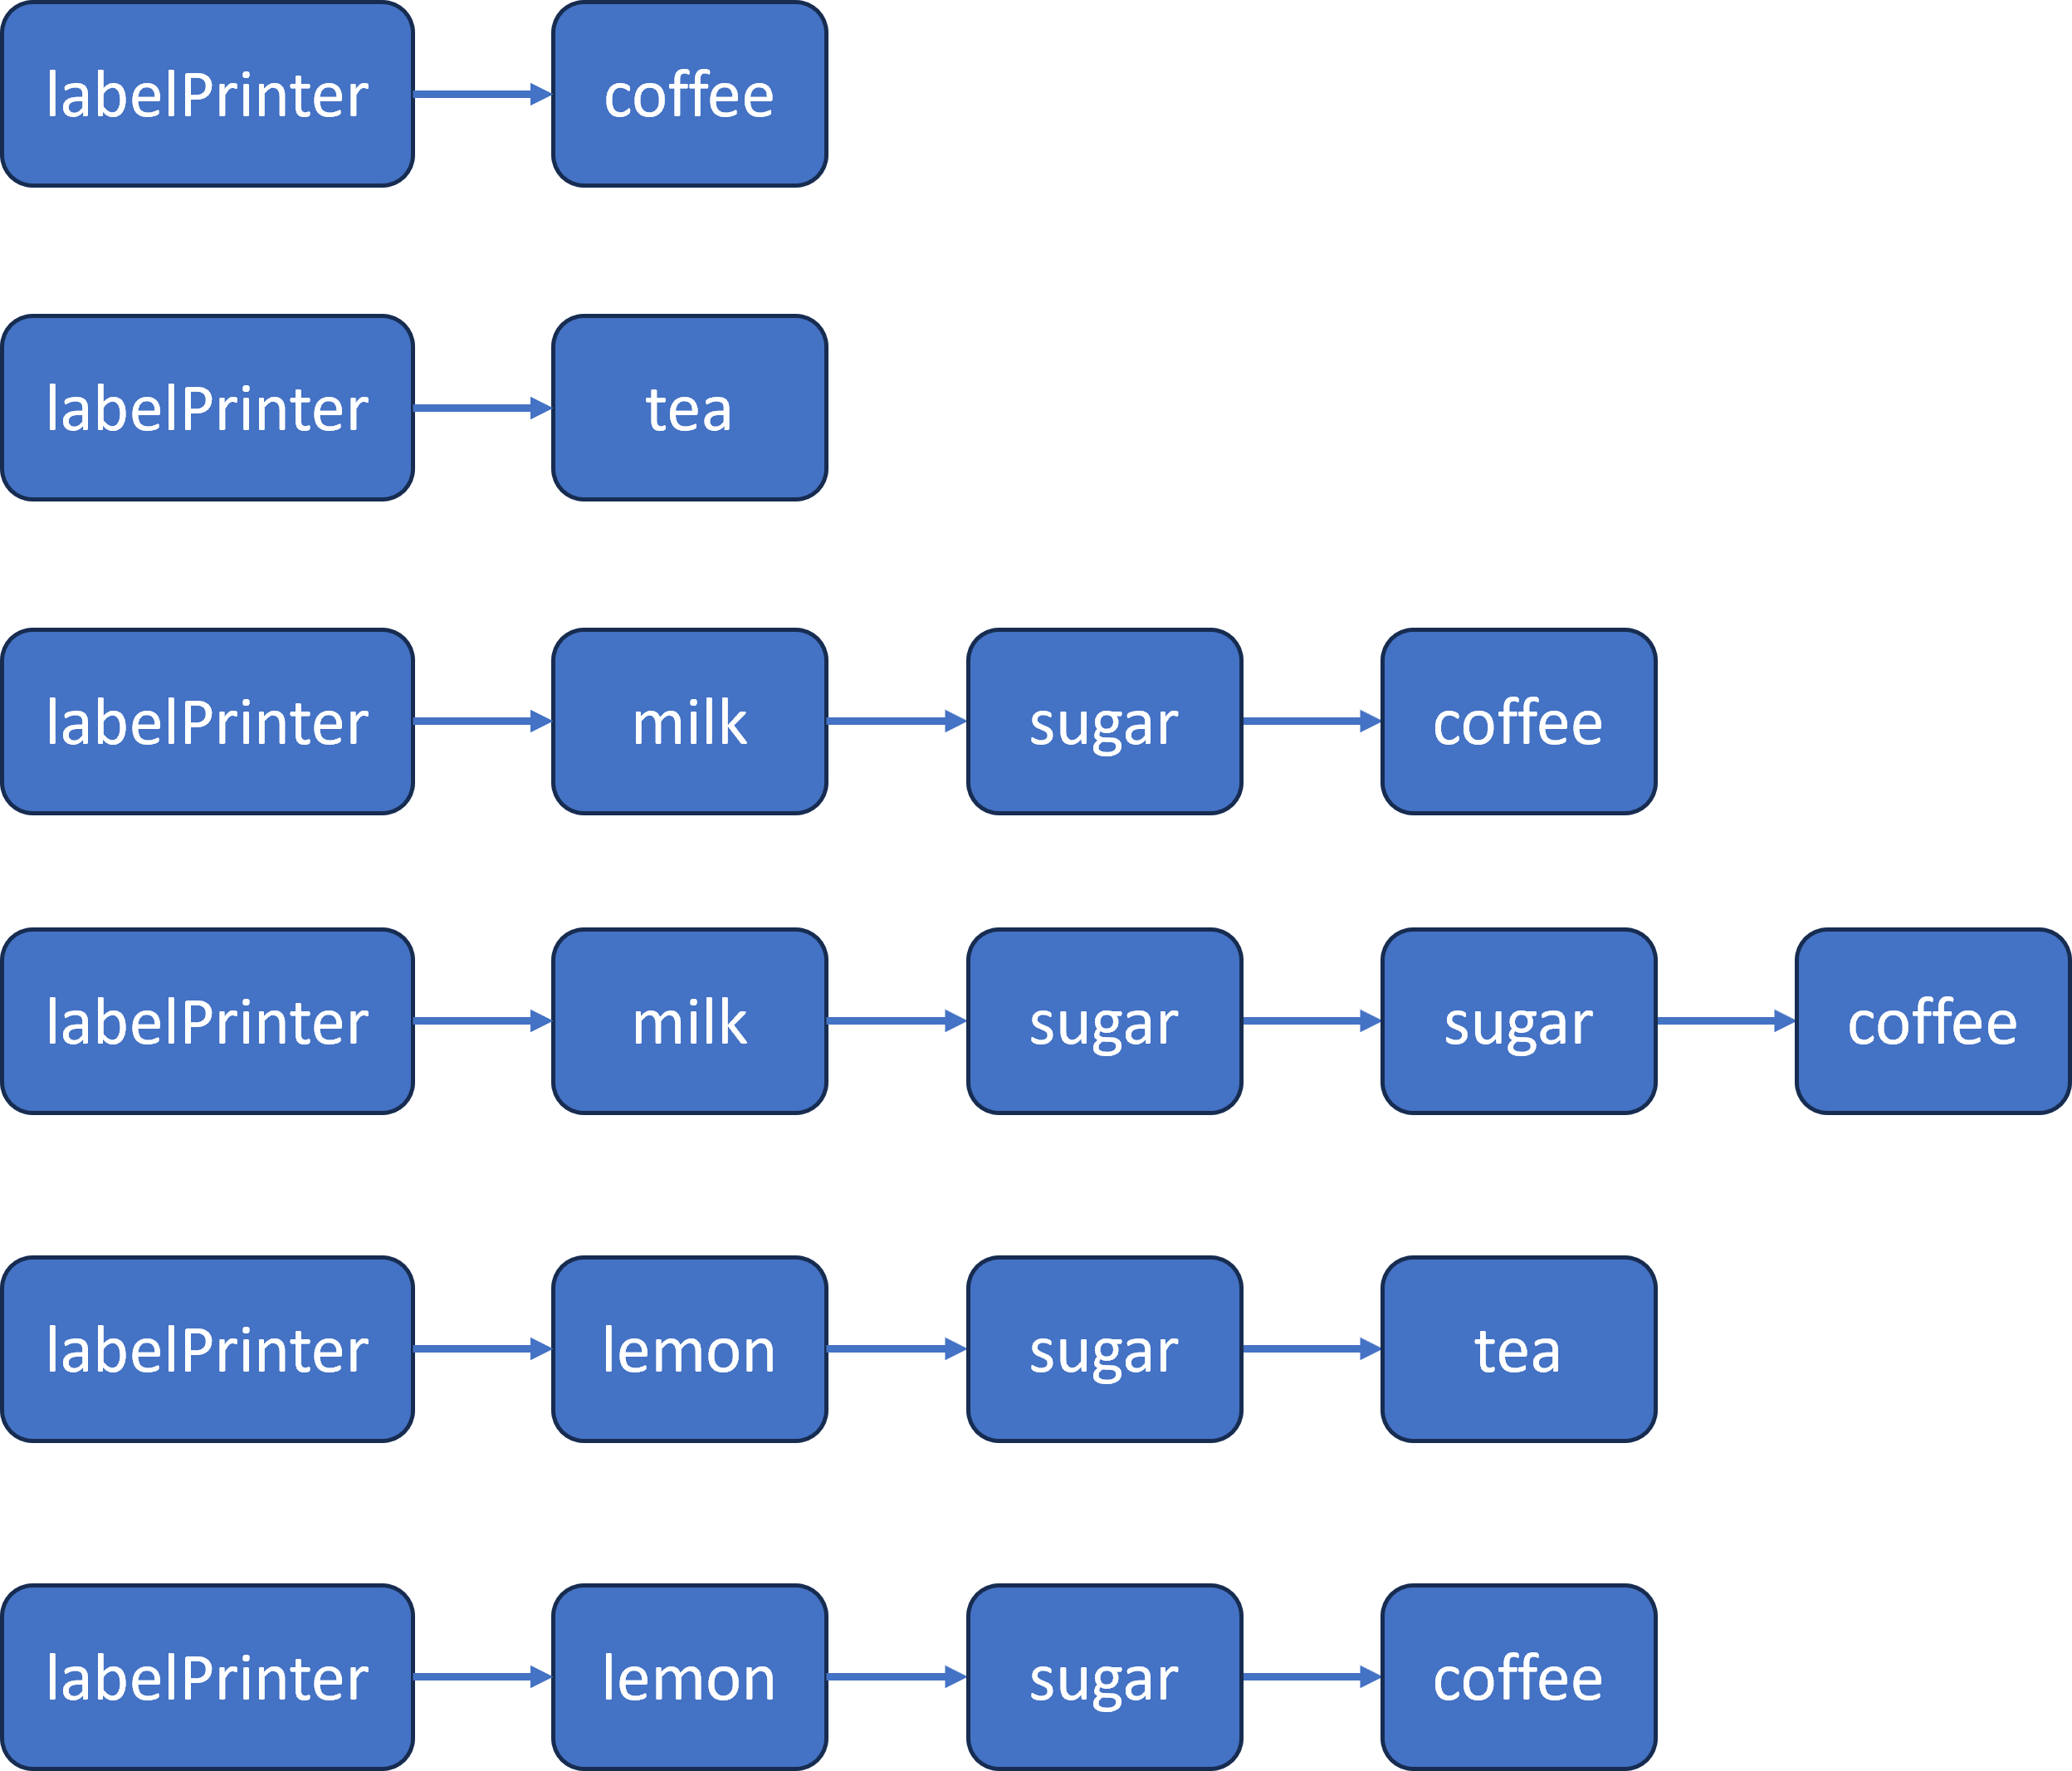 labelPrinter coffee
labelPrinter tea
labelPrinter milk sugar coffee
labelPrinter milk sugar sugar coffee
labelPrinter lemon sugar tea
labelPrinter lemon sugar coffee